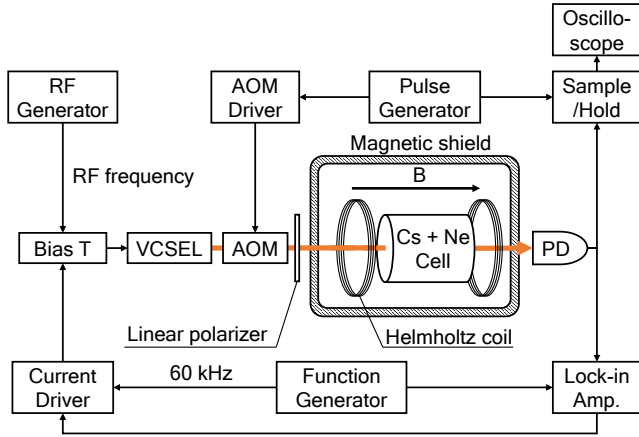 Oscillo-
scope
RF
Generator
AOM
Driver
Pulse
Generator
Sample
/Hold
Magnetic shield
B
RF frequency
Bias T
VCSEL
AOM
Cs + Ne
Cell
PD
Linear polarizer
Helmholtz coil
Current
Driver
60 kHz
Function
Generator
Lock-in
Amp.